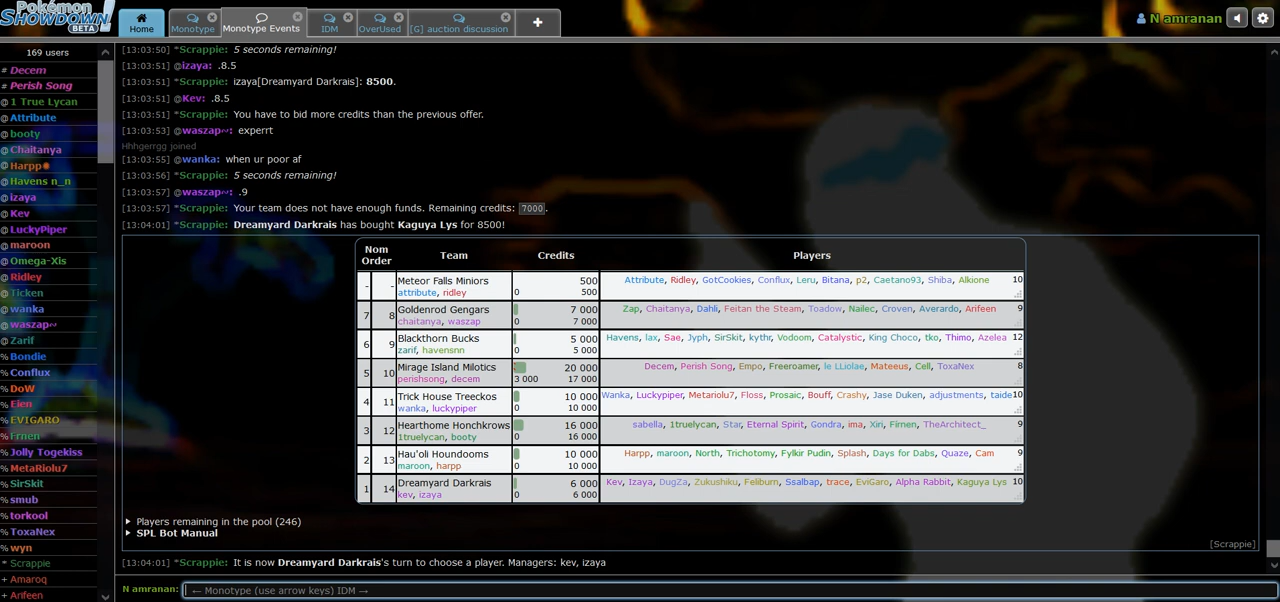 Pokémon
SHOWDOWN!
BETA
Home
Monotype
Monotype Events
IDM
OverUsed
[G] auction discussion
+
N amranan
169 users
# Decem
# Perish Song
@ 1 True Lycan
@ Attribute
@ booty
@ Chaitanya
@ Harpp
@ Havens n_n
@ izaya
@ Kev
@ LuckyPiper
@ maroon
@ Omega-Xis
@ Ridley
@ Ticken
@ wanka
@ waszap~
@ Zarif
% Bondie
% Conflux
% DoW
% Elen
% EVIGARO
% Frnen
% Jolly Togekiss
% MetaRiolu7
% SirSkit
% smub
% torkool
% ToxaNex
% wyn
* Scrappie
+ Amaroq
+ Arifeen
[13:03:50] *Scrappie: 5 seconds remaining!
[13:03:51] @izaya: .8.5
[13:03:51] *Scrappie: izaya[Dreamyard Darkrais]: 8500.
[13:03:51] @Kev: .8.5
[13:03:51] *Scrappie: You have to bid more credits than the previous offer.
[13:03:53] @waszap~: experrt
Hhhgerrgg joined
[13:03:55] @wanka: when ur poor af
[13:03:56] *Scrappie: 5 seconds remaining!
[13:03:57] @waszap~: .9
[13:03:57] *Scrappie: Your team does not have enough funds. Remaining credits: 7000.
[13:04:01] *Scrappie: Dreamyard Darkrais has bought Kaguya Lys for 8500!
Nom Order Team Credits Players
- - Meteor Falls Miniors 500 Attribute, Ridley, GotCookies, Conflux, Leru, Bitana, p2, Caetano93, Shiba, Alkione 10
attribute, ridley 0 500
7 8 Goldenrod Gengars 7 000 Zap, Chaitanya, Dahli, Feitan the Steam, Toadow, Nailec, Croven, Averardo, Arifeen 9
chaitanya, waszap 0 7 000
6 9 Blackthorn Bucks 5 000 Havens, lax, Sae, Jyph, SirSkit, kythr, Vodoom, Catalystic, King Choco, tko, Thimo, Azelea 12
zarif, havensnn 0 5 000
5 10 Mirage Island Milotics 20 000 Decem, Perish Song, Empo, Freeroamer, le LLiolae, Mateeus, Cell, ToxaNex 8
perishsong, decem 3 000 17 000
4 11 Trick House Treeckos 10 000 Wanka, Luckypiper, Metariolu7, Floss, Prosaic, Bouff, Crashy, Jase Duken, adjustments, taide 10
wanka, luckypiper 0 10 000
3 12 Hearthome Honchkrows 16 000 sabella, 1truelycan, Star, Eternal Spirit, Gondra, ima, Xiri, Fírnen, TheArchitect_ 9
1truelycan, booty 0 16 000
2 13 Hau'oli Houndooms 10 000 Harpp, maroon, North, Trichotomy, Fylkir Pudin, Splash, Days for Dabs, Quaze, Cam 9
maroon, harpp 0 10 000
1 14 Dreamyard Darkrais 6 000 Kev, Izaya, DugZa, Zukushiku, Feliburn, Ssalbap, trace, EviGaro, Alpha Rabbit, Kaguya Lys 10
kev, izaya 0 6 000
Players remaining in the pool (246)
SPL Bot Manual
[Scrappie]
[13:04:01] *Scrappie: It is now Dreamyard Darkrais's turn to choose a player. Managers: kev, izaya
N amranan: ← Monotype (use arrow keys) IDM →